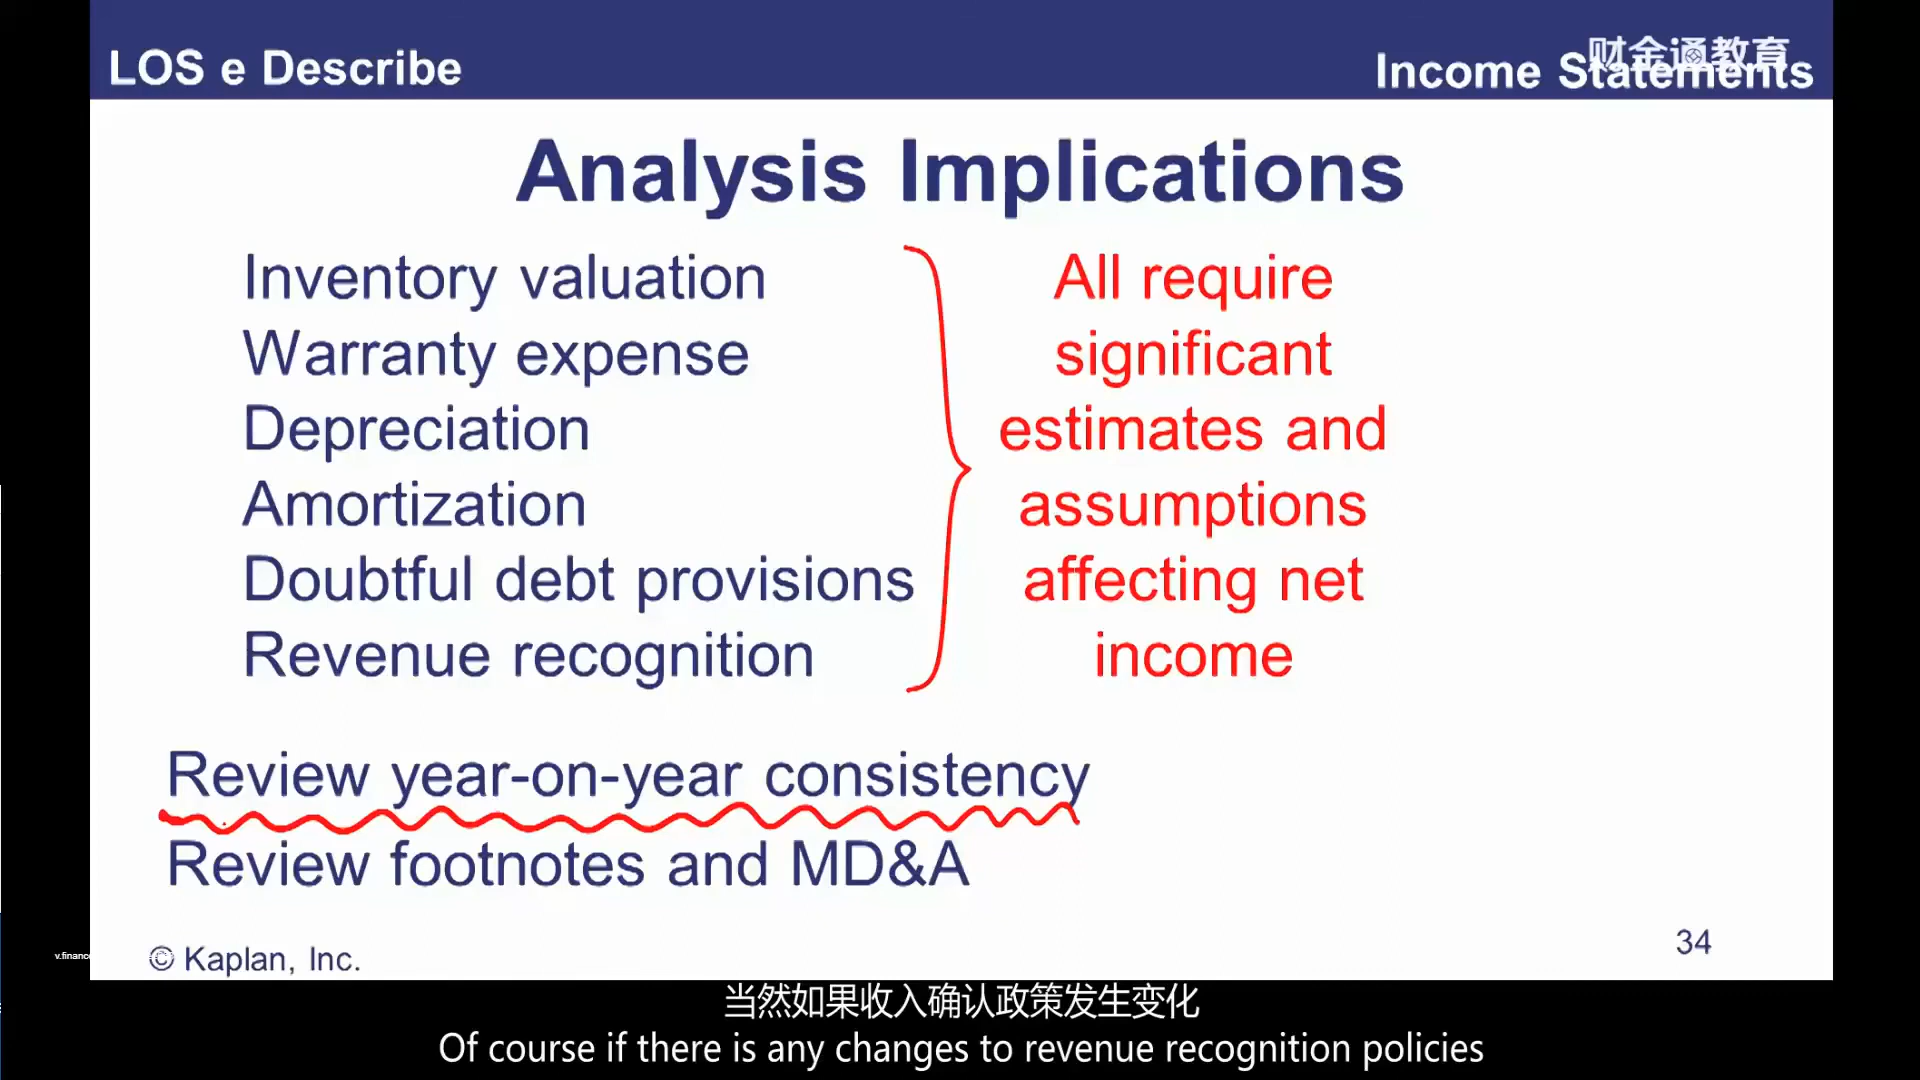 LOS e Describe
Income Statements
财金通教育
Analysis Implications
Inventory valuation
Warranty expense
Depreciation
Amortization
Doubtful debt provisions
Revenue recognition
All require
significant
estimates and
assumptions
affecting net
income
Review year-on-year consistency
Review footnotes and MD&A
© Kaplan, Inc.
34
当然如果收入确认政策发生变化
Of course if there is any changes to revenue recognition policies